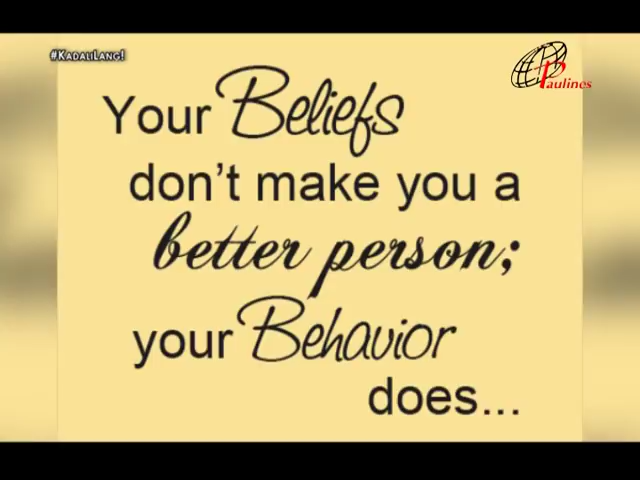 #KADALILANG!
Paulines
Your Beliefs
don't make you a
better person;
your Behavior
does...